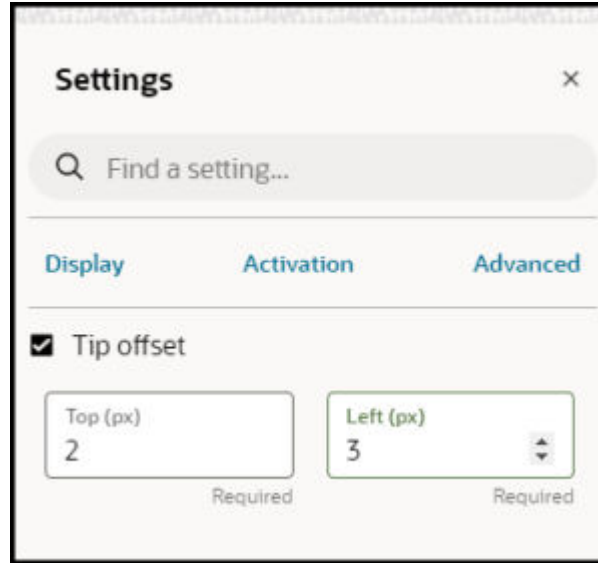 Settings
Find a setting...
Display Activation Advanced
Tip offset
Top (px) Left (px)
2 3
Required Required